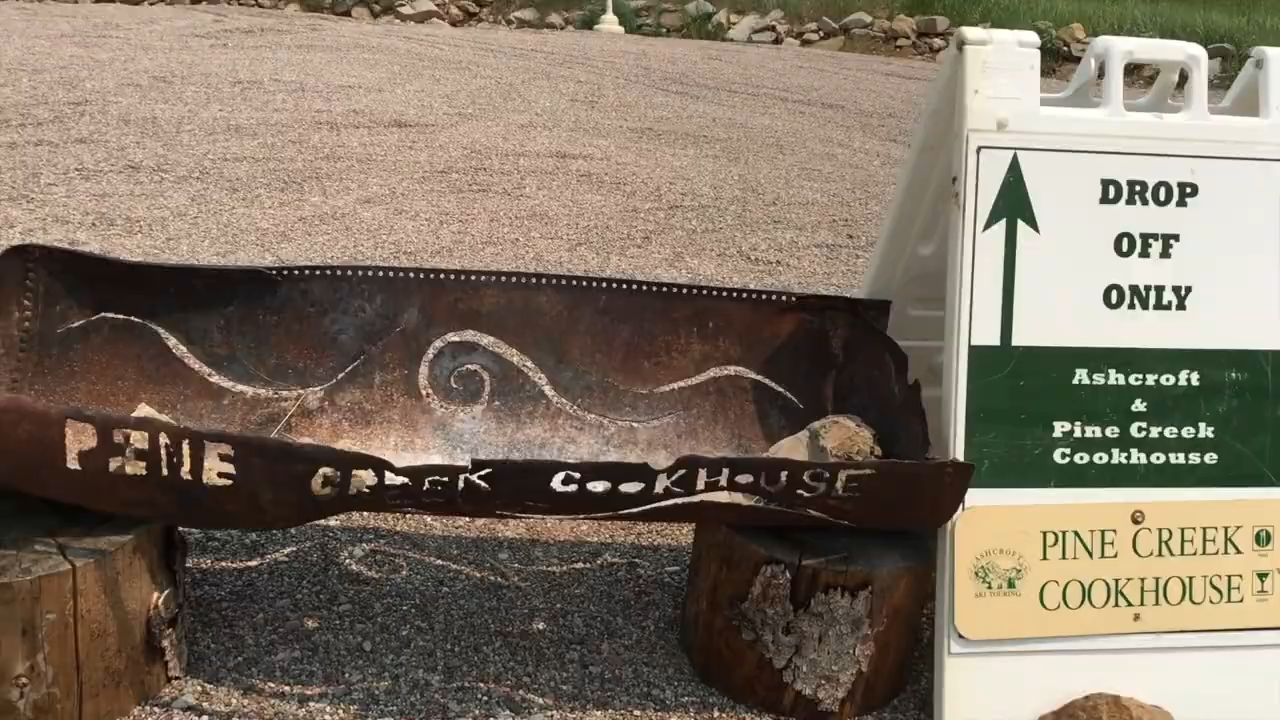 PINE CREEK COOKHOUSE
DROP
OFF
ONLY
Ashcroft
&
Pine Creek
Cookhouse
ASHCROFT
SKI TOURING
PINE CREEK
COOKHOUSE